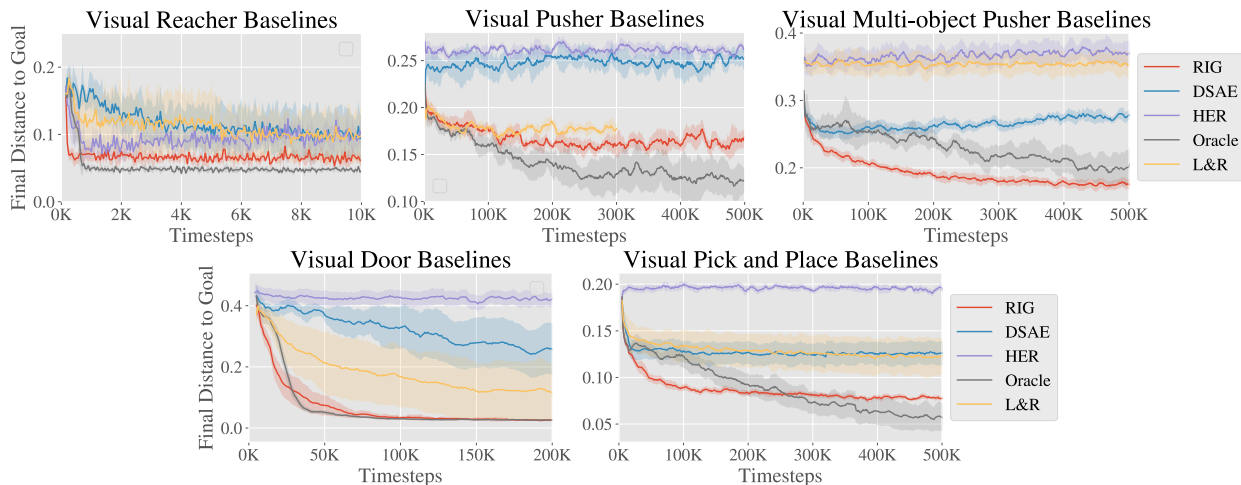 Visual Reacher Baselines
Final Distance to Goal
0.2
0.1
0.0
0K 2K 4K 6K 8K 10K
Timesteps
Visual Pusher Baselines
0.25
0.20
0.15
0.10
0K 100K 200K 300K 400K 500K
Timesteps
Visual Multi-object Pusher Baselines
0.4
0.3
0.2
0K 100K 200K 300K 400K 500K
Timesteps
RIG
DSAE
HER
Oracle
L&R
Visual Door Baselines
Final Distance to Goal
0.4
0.2
0.0
0K 50K 100K 150K 200K
Timesteps
Visual Pick and Place Baselines
0.20
0.15
0.10
0.05
0K 100K 200K 300K 400K 500K
Timesteps
RIG
DSAE
HER
Oracle
L&R